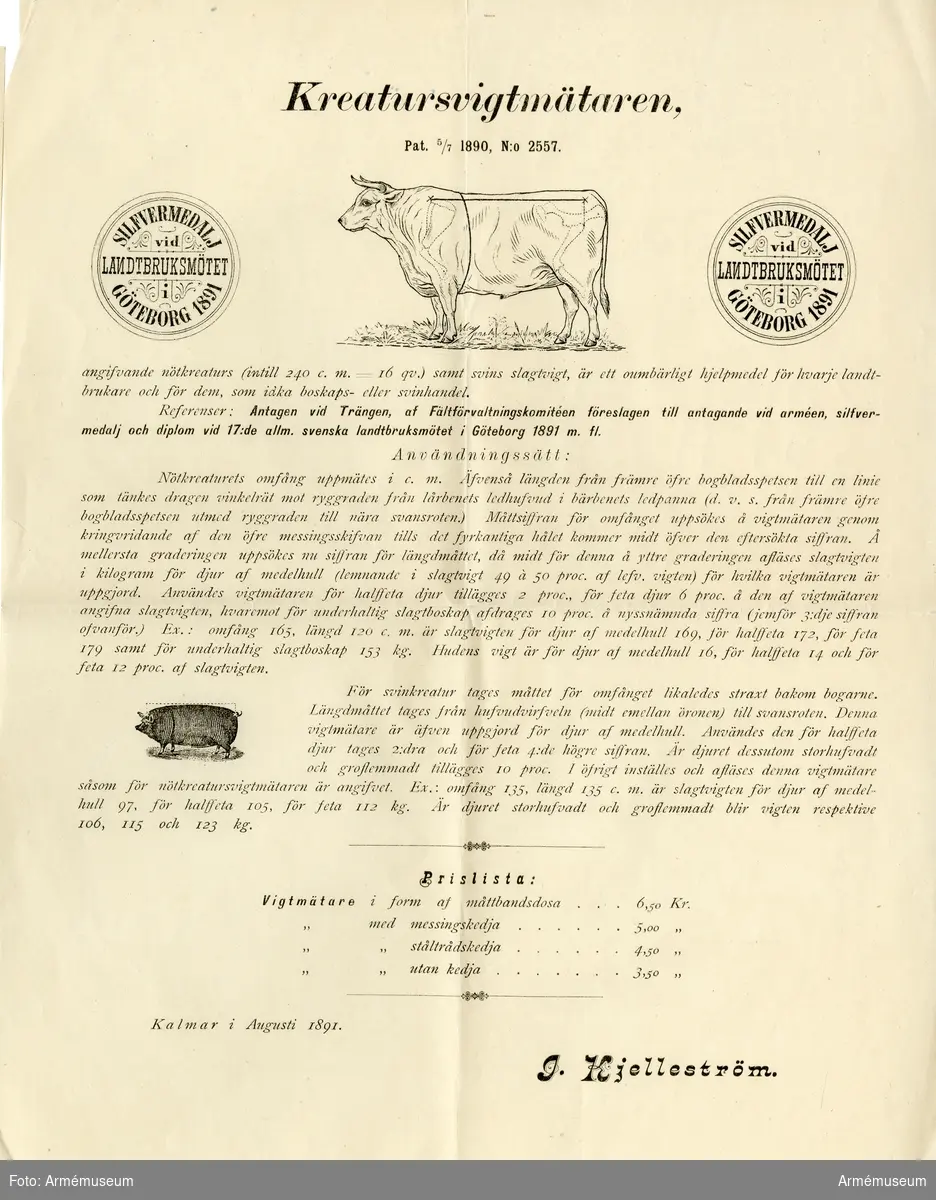 Kreatursvigtmätaren,
Pat. 5/7 1890, N:o 2557.
SILFVERMEDALJ
vid
LANDTBRUKSMÖTET
i
GÖTEBORG 1891
SILFVERMEDALJ
vid
LANDTBRUKSMÖTET
i
GÖTEBORG 1891
angifvande nötkreaturs (intill 240 c. m. = 16 qv.) samt svins slagtvigt, är ett oumbärligt hjelpmedel för hvarje landt-
brukare och för dem, som idka boskaps- eller svinhandel.
Referenser: Antagen vid Trängen, af Fältförvaltningskomitéen föreslagen till antagande vid arméen, silfver-
medalj och diplom vid 17:de allm. svenska landtbruksmötet i Göteborg 1891 m. fl.
Användningssätt:
Nötkreaturets omfång uppmätes i c. m. Äfvenså längden från främre öfre bogbladsspetsen till en linie
som tänkes dragen vinkelrät mot ryggraden från lårbenets ledhufvud i bärbenets ledpanna (d. v. s. från främre öfre
bogbladsspetsen utmed ryggraden till nära svansroten.) Måttsiffran för omfånget uppsökes å vigtmätaren genom
kringvridande af den öfre messingsskifvan tills det fyrkantiga hålet kommer midt öfver den eftersökta siffran. Å
mellersta graderingen uppsökes nu siffran för längdmåttet, då midt för denna å yttre graderingen afläses slagtvigten
i kilogram för djur af medelhull (lemnande i slagtvigt 49 à 50 proc. af lefv. vigten) för hvilka vigtmätaren är
uppgjord. Användes vigtmätaren för halffeta djur tillägges 2 proc., för feta djur 6 proc. å den af vigtmätaren
angifna slagtvigten, hvaremot för underhaltig slagtboskap afdrages 10 proc. å nyssnämnda siffra (jemför 3:dje siffran
ofvanför.) Ex.: omfång 165, längd 120 c. m. är slagtvigten för djur af medelhull 169, för halffeta 172, för feta
179 samt för underhaltig slagtboskap 153 kg. Hudens vigt är för djur af medelhull 16, för halffeta 14 och för
feta 12 proc. af slagtvigten.
För svinkreatur tages måttet för omfånget likaledes straxt bakom bogarne.
Längdmåttet tages från hufvudvirfveln (midt emellan öronen) till svansroten. Denna
vigtmätare är äfven uppgjord för djur af medelhull. Användes den för halffeta
djur tages 2:dra och för feta 4:de högre siffran. Är djuret dessutom storhufvadt
och groflemmadt tillägges 10 proc. I öfrigt inställes och afläses denna vigtmätare
såsom för nötkreatursvigtmätaren är angifvet. Ex.: omfång 135, längd 135 c. m. är slagtvigten för djur af medel-
hull 97, för halffeta 105, för feta 112 kg. Är djuret storhufvadt och groflemmadt blir vigten respektive
106, 115 och 123 kg.
Prislista:
Vigtmätare i form af måttbandsdosa . . . 6,50 Kr.
„ med messingskedja . . . . . . 5,00 „
„ „ ståltrådskedja . . . . . . 4,50 „
„ „ utan kedja . . . . . . . 3,50 „
Kalmar i Augusti 1891.
J. Kjelleström.
Foto: Armémuseum
Armémuseum